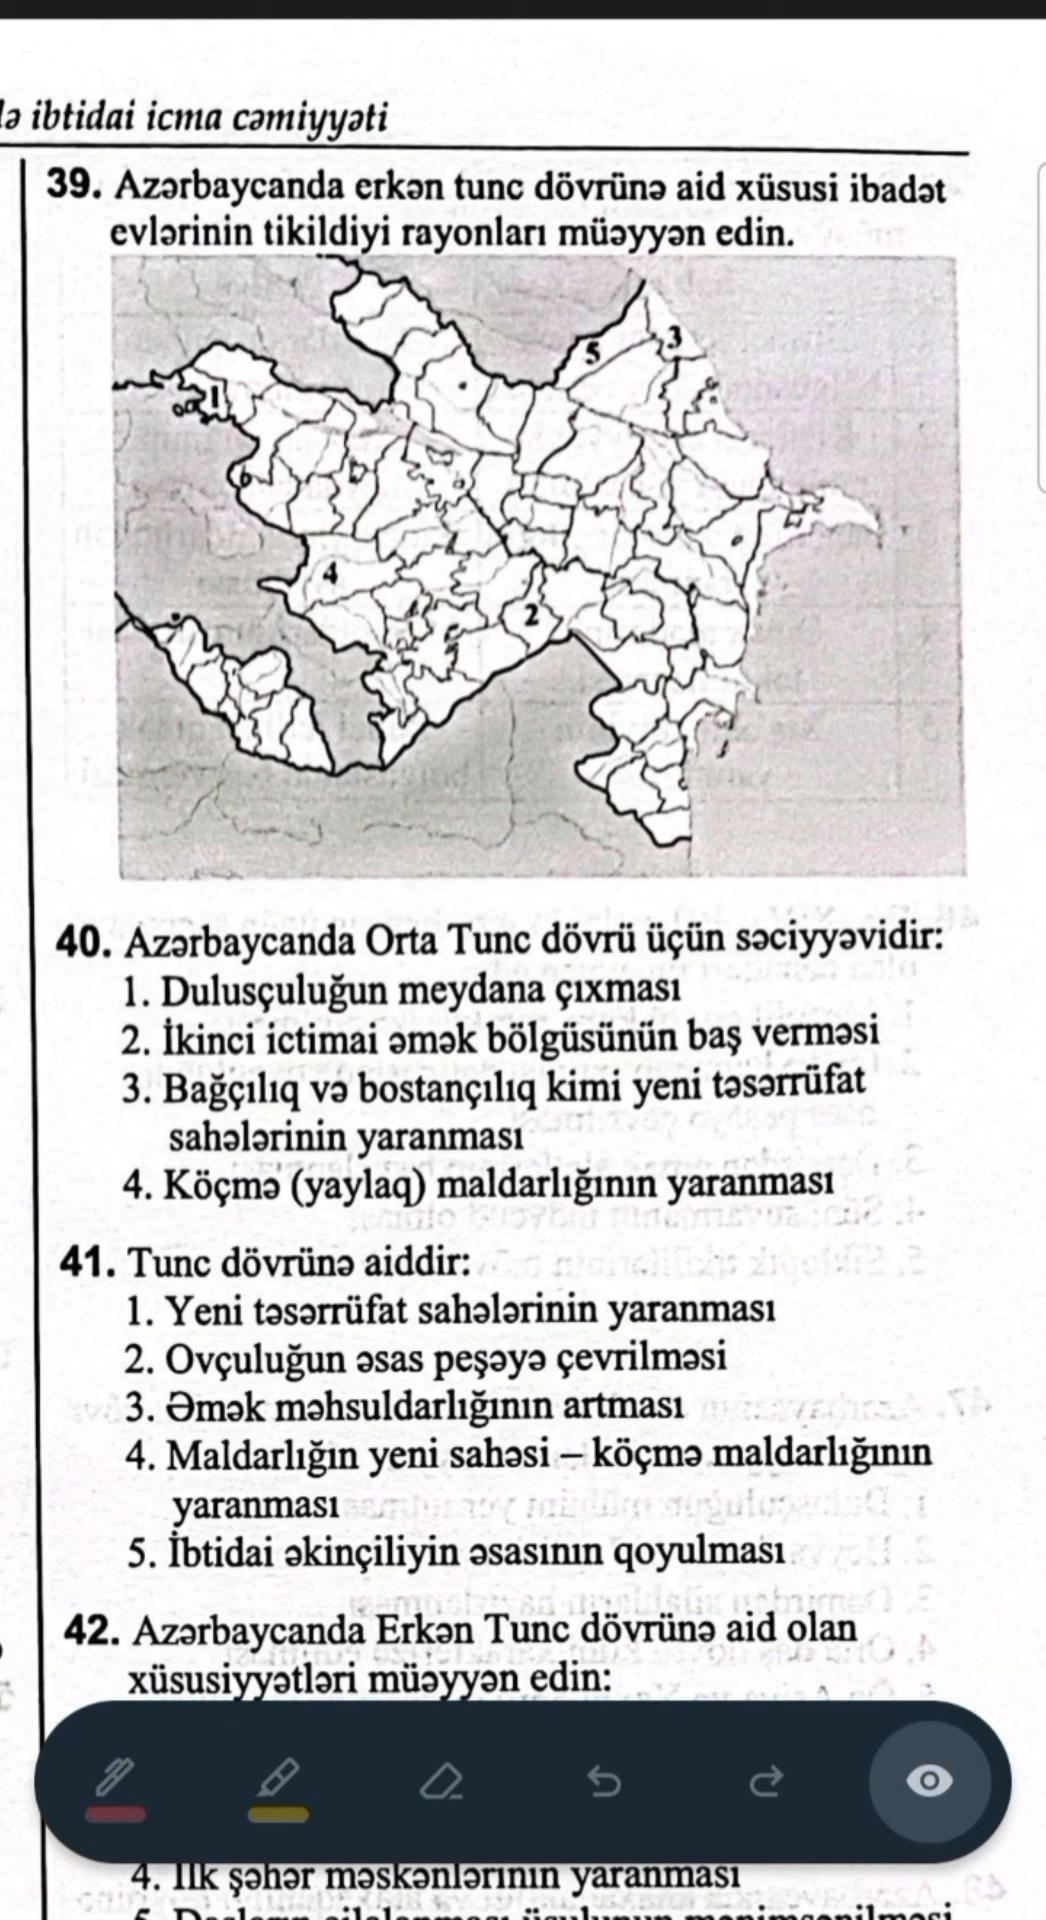 lə ibtidai icma cəmiyyəti
39. Azərbaycanda erkən tunc dövrünə aid xüsusi ibadət
evlərinin tikildiyi rayonları müəyyən edin.
5
3
1
6
4
2
40. Azərbaycanda Orta Tunc dövrü üçün səciyyəvidir:
1. Dulusçuluğun meydana çıxması
2. İkinci ictimai əmək bölgüsünün baş verməsi
3. Bağçılıq və bostançılıq kimi yeni təsərrüfat
sahələrinin yaranması
4. Köçmə (yaylaq) maldarlığının yaranması
41. Tunc dövrünə aiddir:
1. Yeni təsərrüfat sahələrinin yaranması
2. Ovçuluğun əsas peşəyə çevrilməsi
3. Əmək məhsuldarlığının artması
4. Maldarlığın yeni sahəsi – köçmə maldarlığının
yaranması
5. İbtidai əkinçiliyin əsasının qoyulması
42. Azərbaycanda Erkən Tunc dövrünə aid olan
xüsusiyyətləri müəyyən edin:
4. İlk şəhər məskənlərinin yaranması